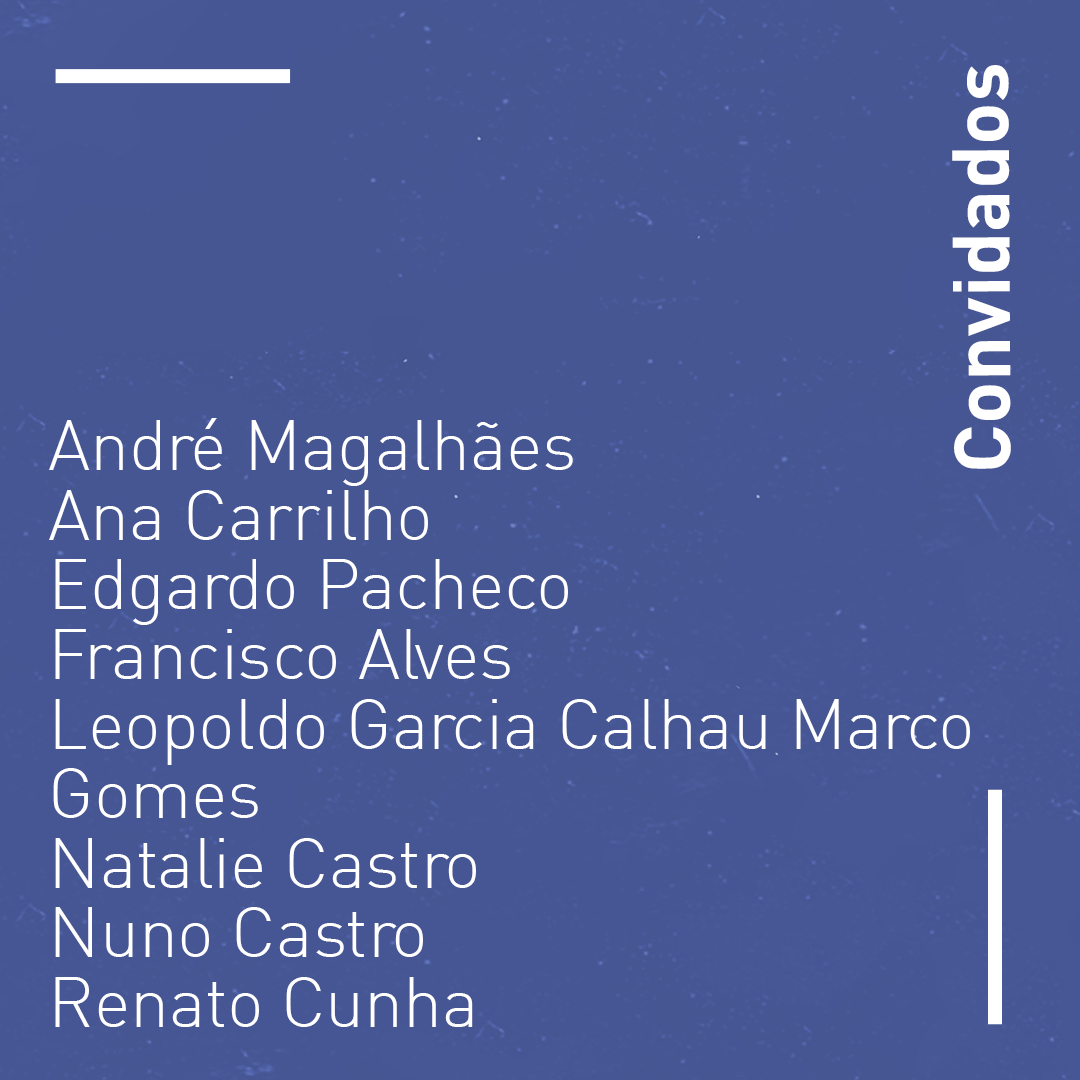 Convidados
André Magalhães
Ana Carrilho
Edgardo Pacheco
Francisco Alves
Leopoldo Garcia Calhau Marco
Gomes
Natalie Castro
Nuno Castro
Renato Cunha